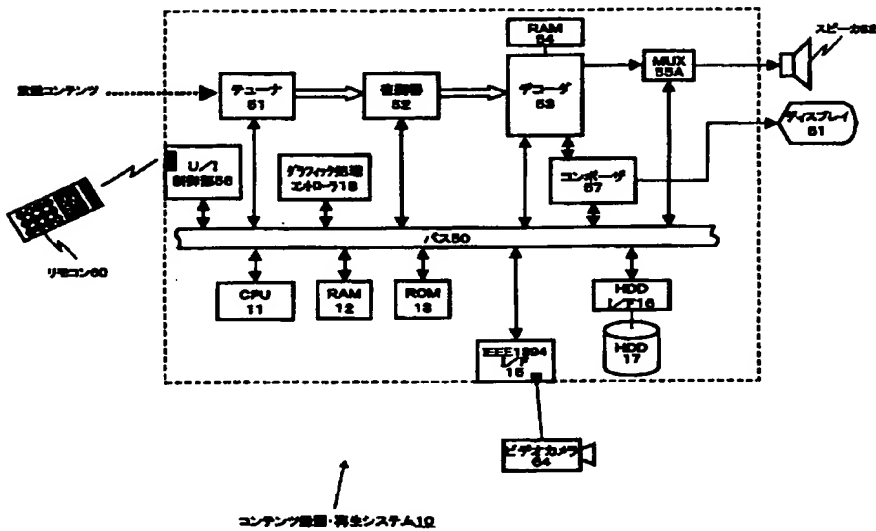 RAM
54
スピーカ62
MUX
55A
デコーダ
53
チューナ
51
復調器
52
放送コンテンツ
ディスプレイ
61
U/I
制御部56
グラフィック処理
コントローラ18
コンポーザ
57
バス50
リモコン60
CPU
11
RAM
12
ROM
13
HDD
I/F16
HDD
17
IEEE1394
I/F
15
ビデオカメラ
64
コンテンツ録画・再生システム10